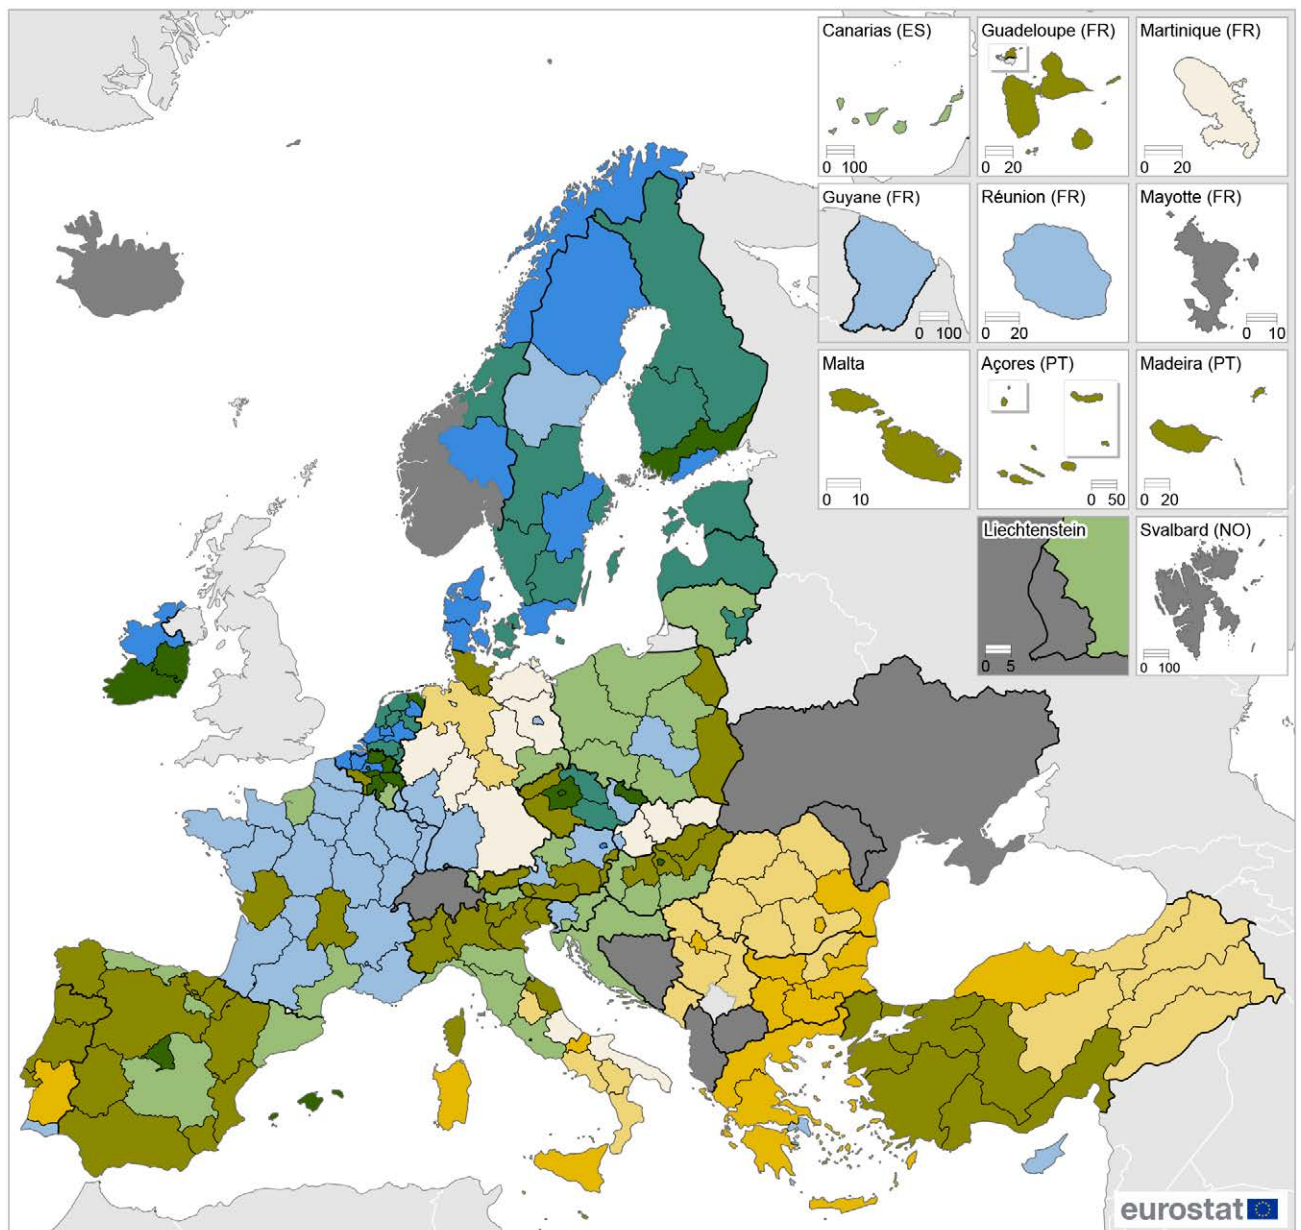 Canarias (ES)
0 100
Guadeloupe (FR)
0 20
Martinique (FR)
0 20
Guyane (FR)
0 100
Réunion (FR)
0 20
Mayotte (FR)
0 10
Malta
0 10
Açores (PT)
0 50
Madeira (PT)
0 20
Liechtenstein
0 5
Svalbard (NO)
0 100
eurostat